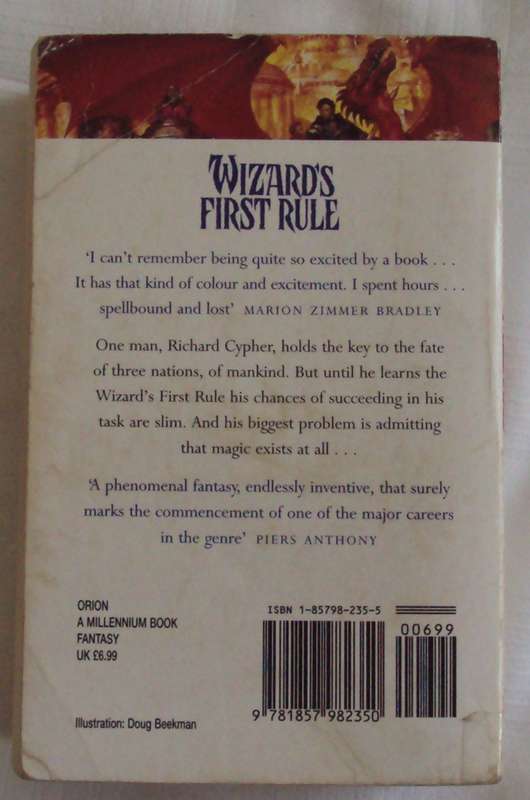 WIZARD'S
FIRST RULE
'I can't remember being quite so excited by a book . . .
It has that kind of colour and excitement. I spent hours . . .
spellbound and lost' MARION ZIMMER BRADLEY
One man, Richard Cypher, holds the key to the fate
of three nations, of mankind. But until he learns the
Wizard's First Rule his chances of succeeding in his
task are slim. And his biggest problem is admitting
that magic exists at all . . .
'A phenomenal fantasy, endlessly inventive, that surely
marks the commencement of one of the major careers
in the genre' PIERS ANTHONY
ORION
A MILLENNIUM BOOK
FANTASY
UK £6.99
ISBN 1-85798-235-5
00699
9 781857 982350
Illustration: Doug Beekman